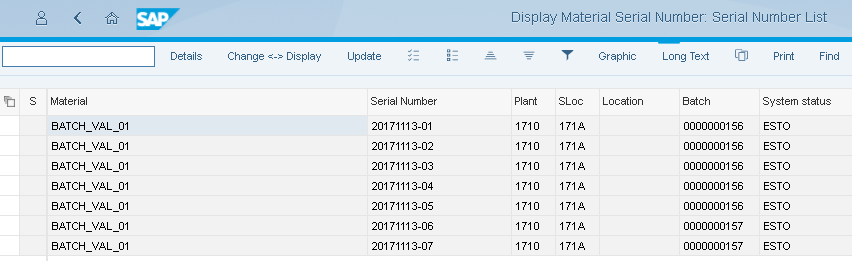 SAP Display Material Serial Number: Serial Number List
Details Change <-> Display Update Graphic Long Text Print Find
S Material Serial Number Plant SLoc Location Batch System status
BATCH_VAL_01 20171113-01 1710 171A 0000000156 ESTO
BATCH_VAL_01 20171113-02 1710 171A 0000000156 ESTO
BATCH_VAL_01 20171113-03 1710 171A 0000000156 ESTO
BATCH_VAL_01 20171113-04 1710 171A 0000000156 ESTO
BATCH_VAL_01 20171113-05 1710 171A 0000000156 ESTO
BATCH_VAL_01 20171113-06 1710 171A 0000000157 ESTO
BATCH_VAL_01 20171113-07 1710 171A 0000000157 ESTO